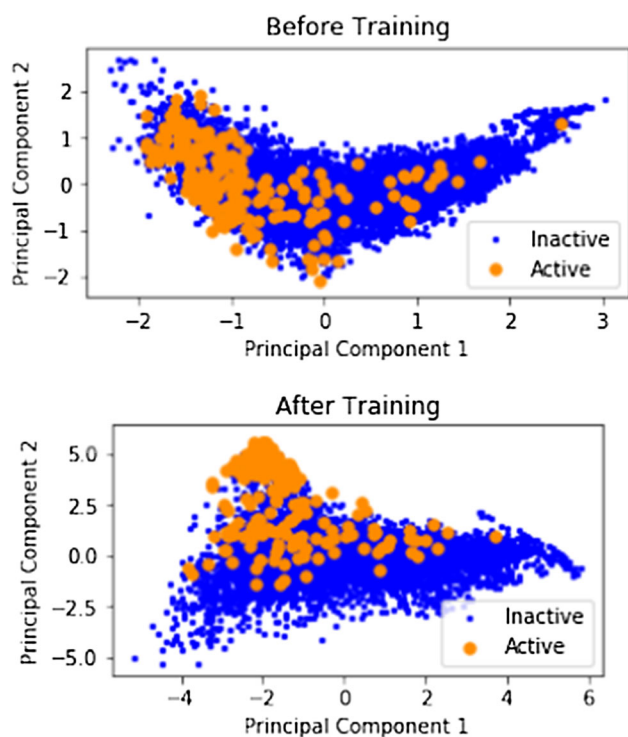 Before Training
Principal Component 2
2
1
0
−1
−2
Inactive
Active
−2 −1 0 1 2 3
Principal Component 1
After Training
Principal Component 2
5.0
2.5
0.0
−2.5
−5.0
Inactive
Active
−4 −2 0 2 4 6
Principal Component 1